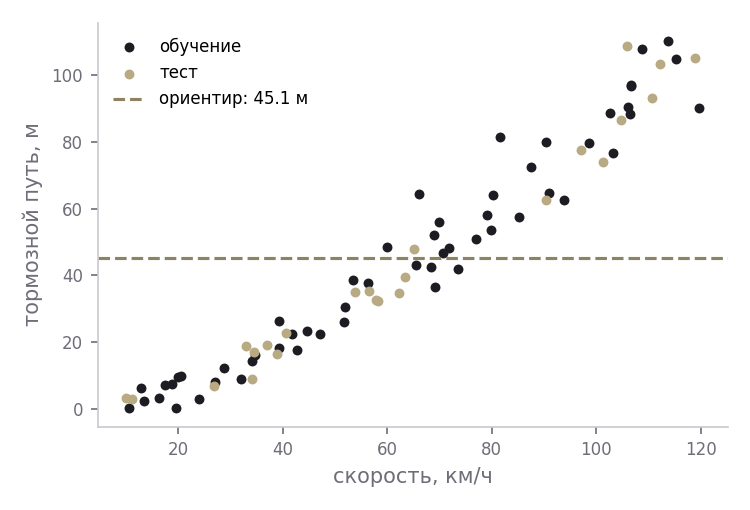 обучение
тест
ориентир: 45.1 м
тормозной путь, м
100
80
60
40
20
0
20 40 60 80 100 120
скорость, км/ч